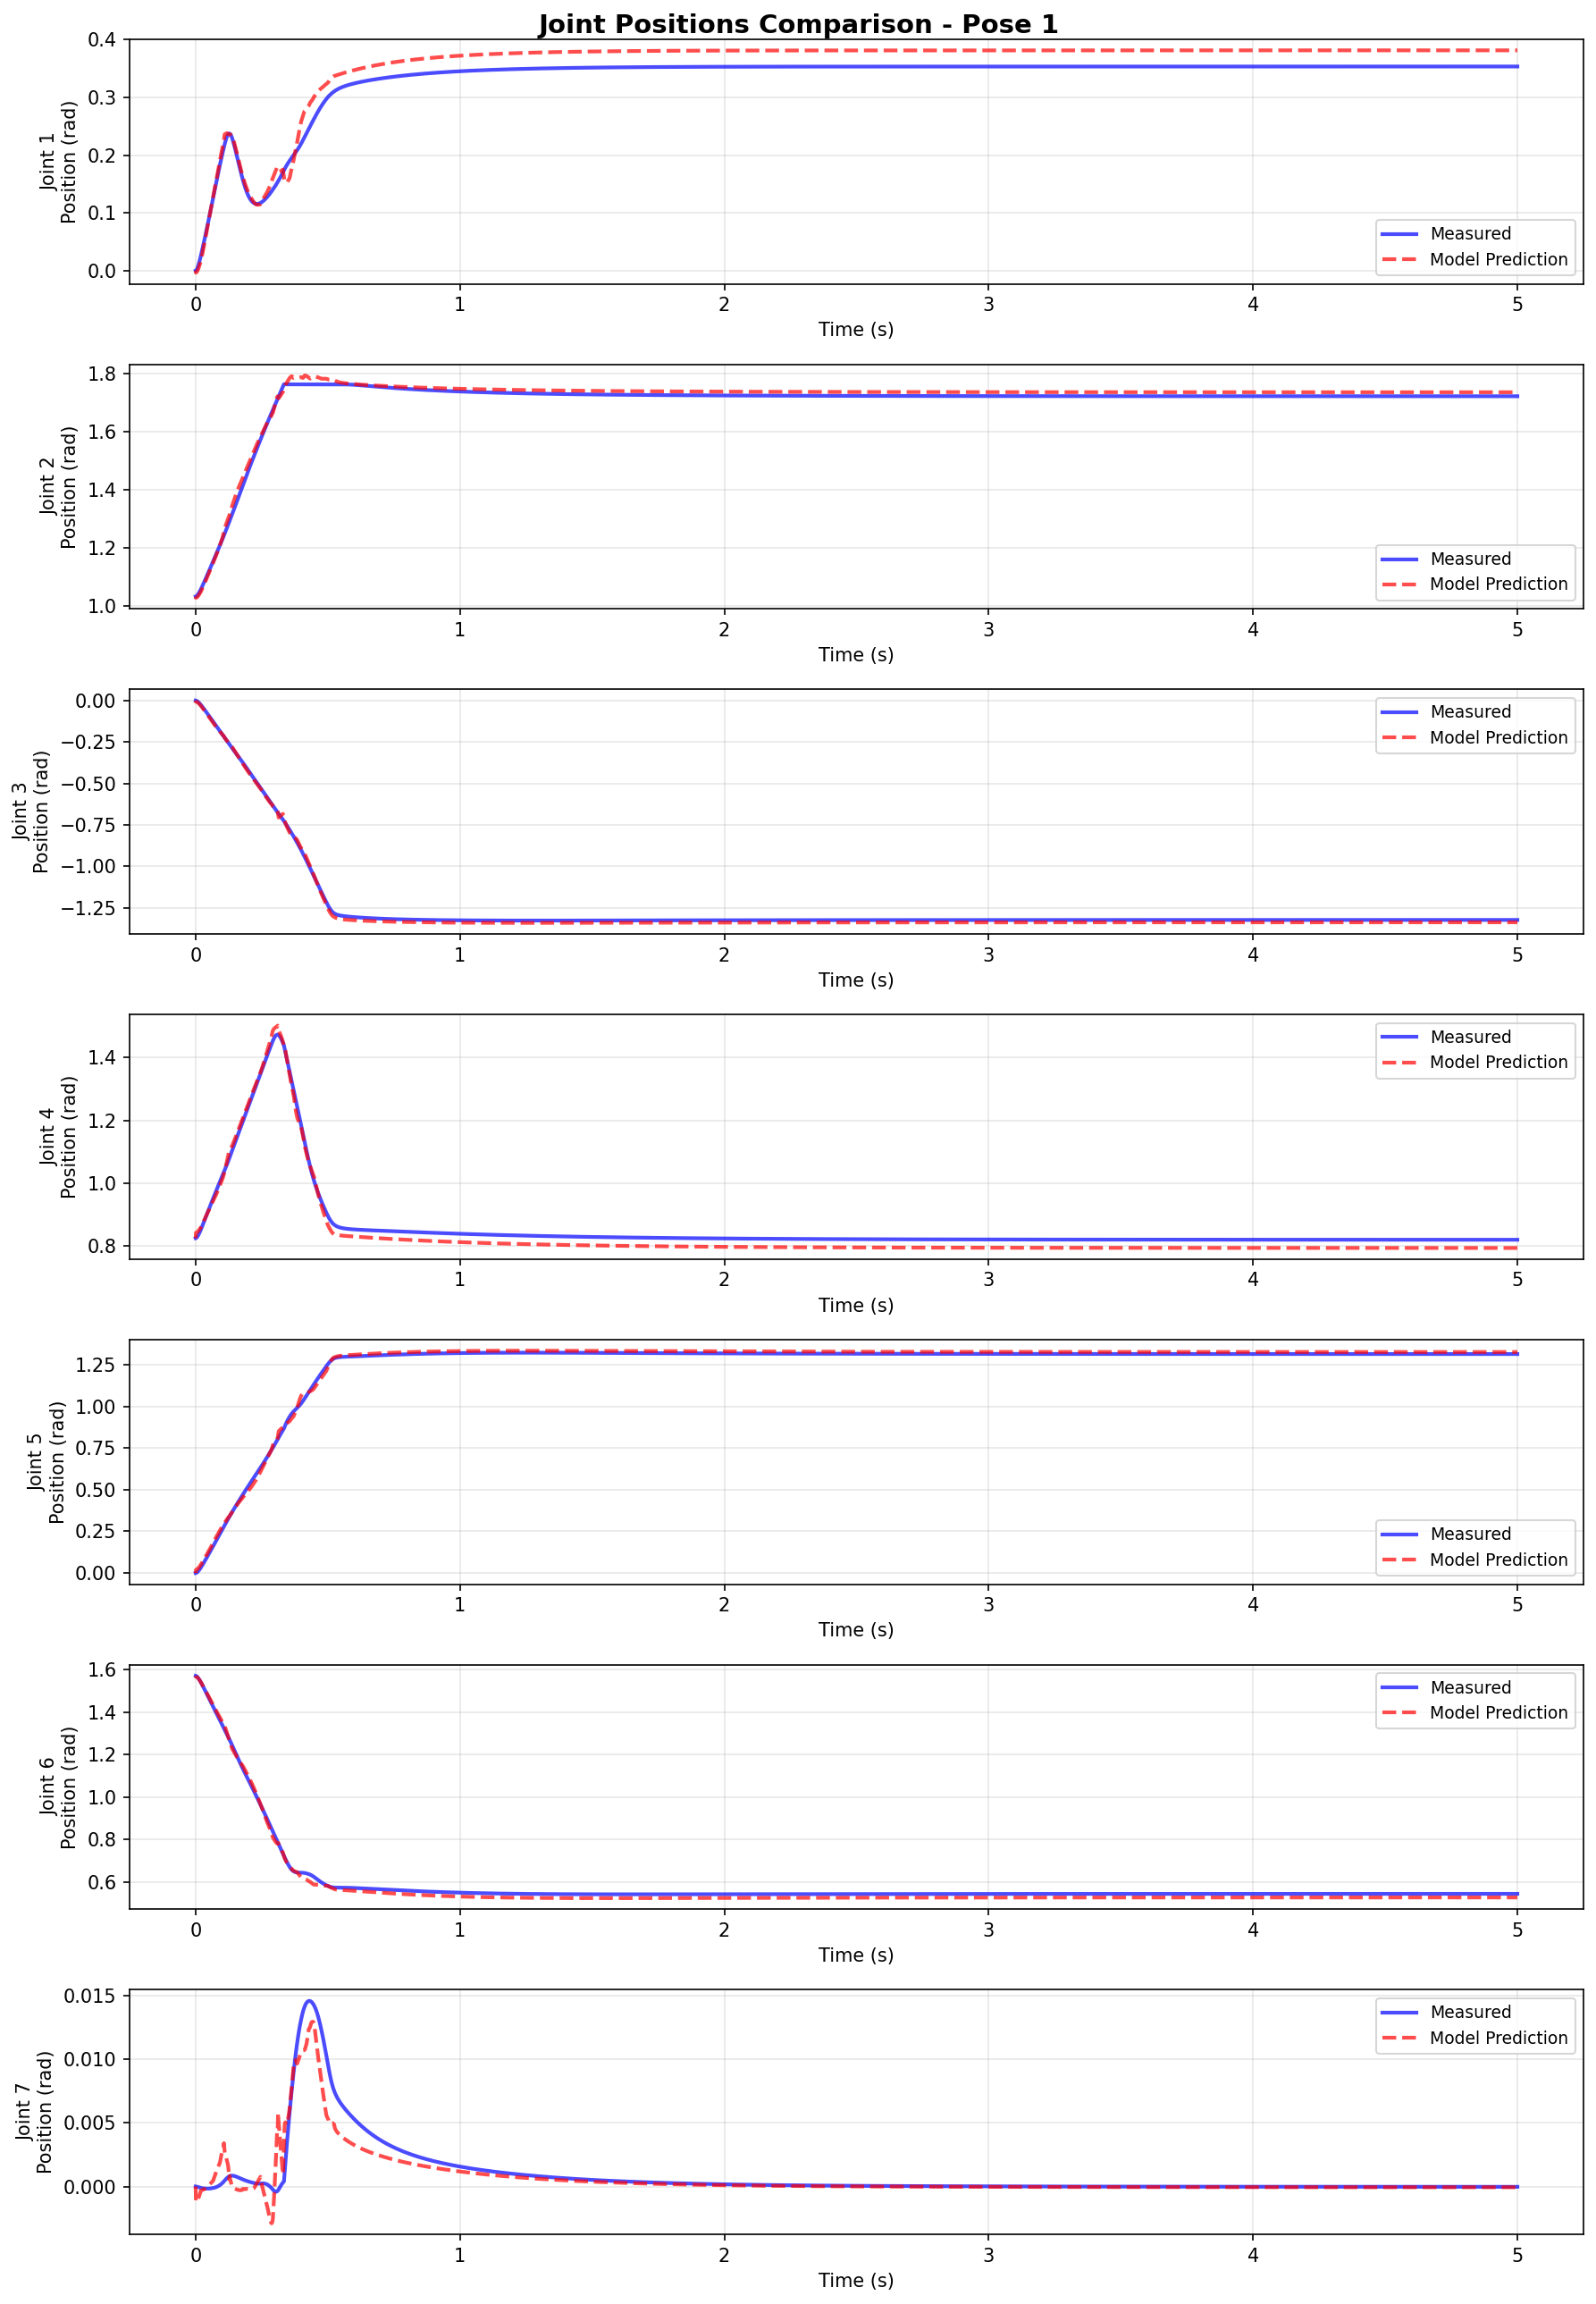 Joint Positions Comparison - Pose 1
Joint 1
Position (rad)
0.4
0.3
0.2
0.1
0.0
Measured
Model Prediction
0 1 2 3 4 5
Time (s)
Joint 2
Position (rad)
1.8
1.6
1.4
1.2
1.0
Measured
Model Prediction
0 1 2 3 4 5
Time (s)
Joint 3
Position (rad)
0.00
−0.25
−0.50
−0.75
−1.00
−1.25
Measured
Model Prediction
0 1 2 3 4 5
Time (s)
Joint 4
Position (rad)
1.4
1.2
1.0
0.8
Measured
Model Prediction
0 1 2 3 4 5
Time (s)
Joint 5
Position (rad)
1.25
1.00
0.75
0.50
0.25
0.00
Measured
Model Prediction
0 1 2 3 4 5
Time (s)
Joint 6
Position (rad)
1.6
1.4
1.2
1.0
0.8
0.6
Measured
Model Prediction
0 1 2 3 4 5
Time (s)
Joint 7
Position (rad)
0.015
0.010
0.005
0.000
Measured
Model Prediction
0 1 2 3 4 5
Time (s)